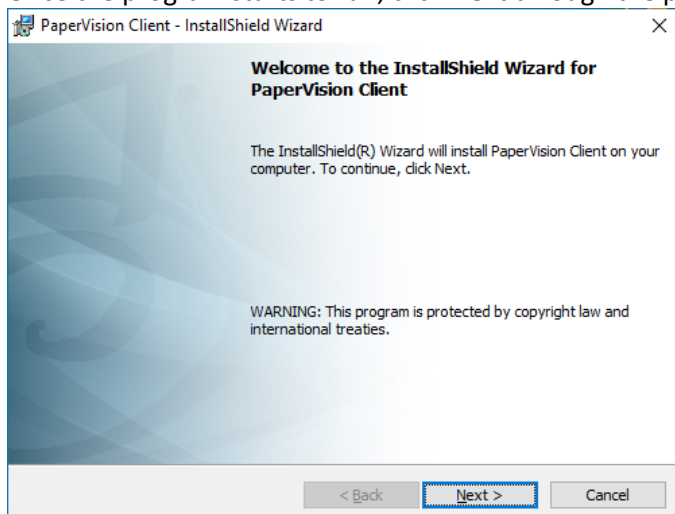 PaperVision Client - InstallShield Wizard
Welcome to the InstallShield Wizard for
PaperVision Client
The InstallShield(R) Wizard will install PaperVision Client on your
computer. To continue, click Next.
WARNING: This program is protected by copyright law and
international treaties.
< Back
Next >
Cancel